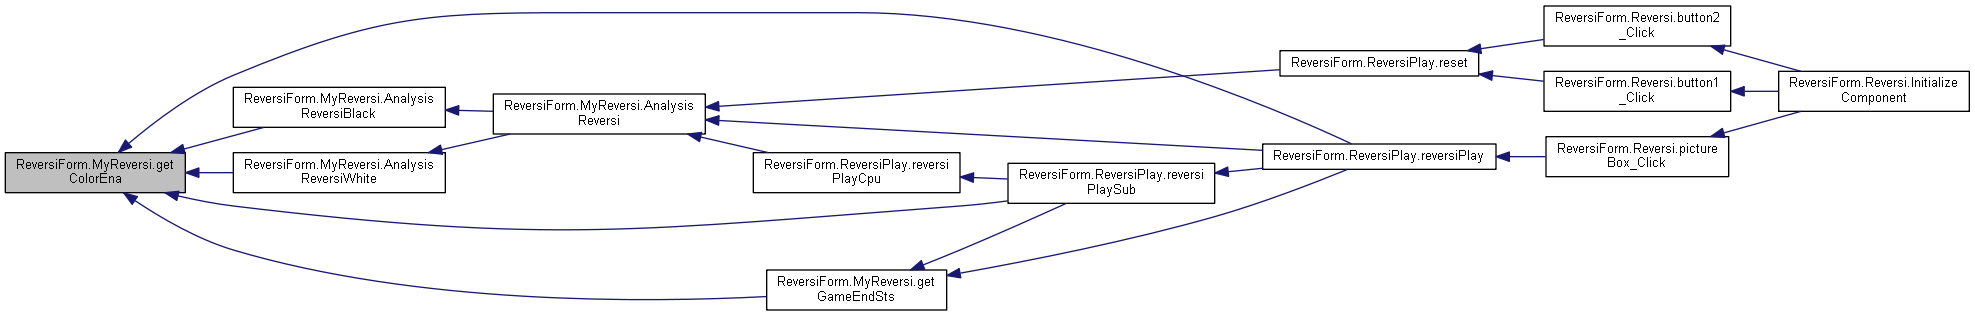 ReversiForm.MyReversi.get
ColorEna
ReversiForm.MyReversi.Analysis
ReversiBlack
ReversiForm.MyReversi.Analysis
ReversiWhite
ReversiForm.MyReversi.Analysis
Reversi
ReversiForm.ReversiPlay.reversi
PlayCpu
ReversiForm.MyReversi.get
GameEndSts
ReversiForm.ReversiPlay.reversi
PlaySub
ReversiForm.ReversiPlay.reset
ReversiForm.ReversiPlay.reversiPlay
ReversiForm.Reversi.button2
_Click
ReversiForm.Reversi.button1
_Click
ReversiForm.Reversi.picture
Box_Click
ReversiForm.Reversi.Initialize
Component